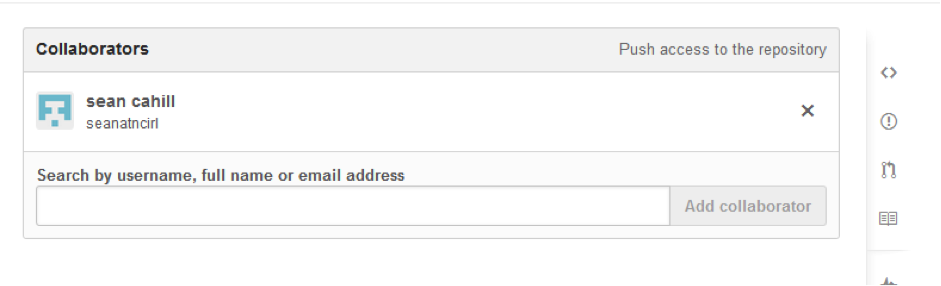 Collaborators Push access to the repository
sean cahill
seanatncirl
Search by username, full name or email address
Add collaborator